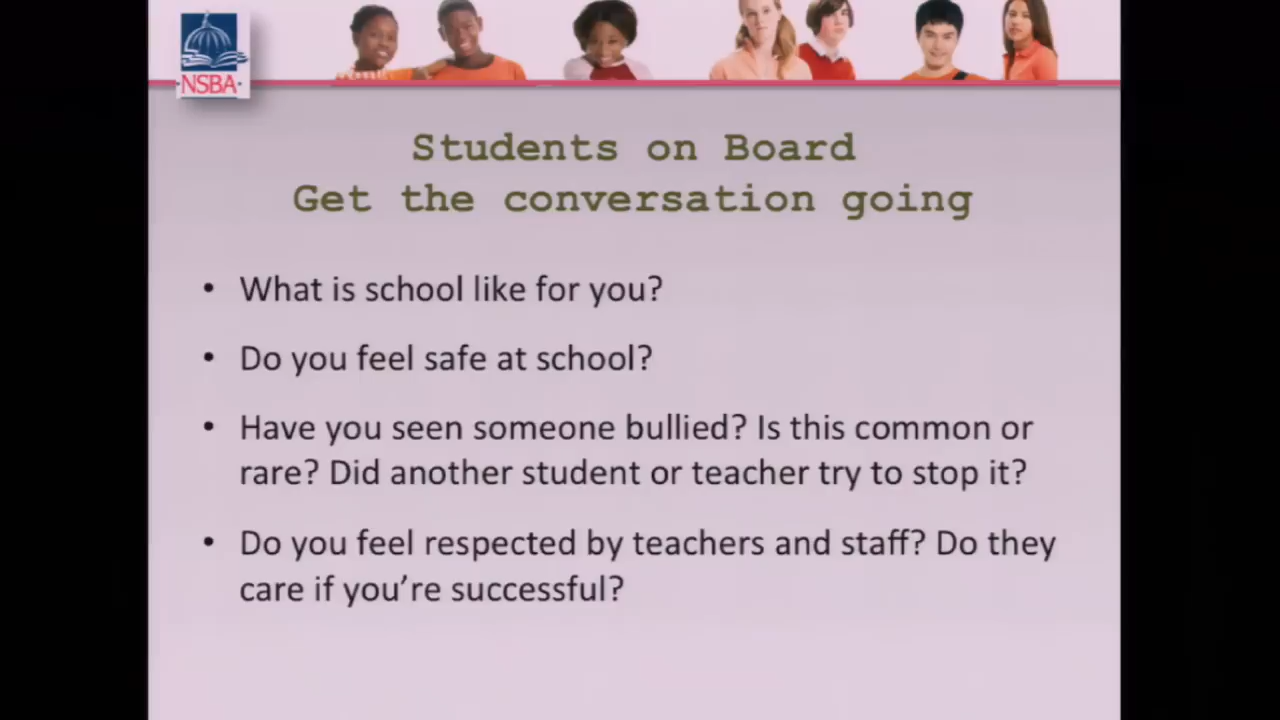 NSBA
Students on Board
Get the conversation going
• What is school like for you?
• Do you feel safe at school?
• Have you seen someone bullied? Is this common or
rare? Did another student or teacher try to stop it?
• Do you feel respected by teachers and staff? Do they
care if you’re successful?